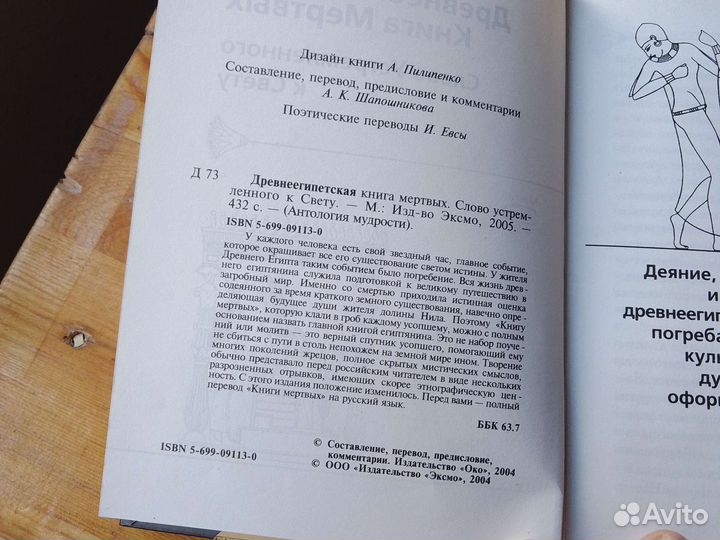 Дизайн книги А. Пилипенко
Составление, перевод, предисловие и комментарии
А. К. Шапошникова
Поэтические переводы И. Евсы
Д 73
Древнеегипетская книга мертвых. Слово устрем-
ленного к Свету. — М.: Изд-во Эксмо, 2005. —
432 с. — (Антология мудрости).
ISBN 5-699-09113-0
У каждого человека есть свой звездный час, главное событие,
которое окрашивает все его существование светом истины. У жителя
Древнего Египта таким событием было погребение. Вся жизнь древ-
него египтянина служила подготовкой к великому путешествию в
загробный мир. Именно со смертью приходила истинная оценка
содеянного за время краткого земного существования, навечно опре-
деляющая будущее души жителя долины Нила. Поэтому «Книгу
мертвых», которую клали в гроб каждому усопшему, можно с полным
основанием назвать главной книгой египтянина. Это не набор поуче-
ний или молитв — это верный спутник усопшего, помогающий ему
не сбиться с пути в столь непохожем на земной мире ином. Творение
многих поколений жрецов, полное скрытых мистических смыслов,
обычно представало перед российским читателем в виде нескольких
разрозненных отрывков, имеющих скорее этнографическую цен-
ность. С этого издания положение изменилось. Перед вами — полный
перевод «Книги мертвых» на русский язык.
ББК 63.7
© Составление, перевод, предисловие,
комментарии. Издательство «Око», 2004
ISBN 5-699-09113-0
© ООО «Издательство «Эксмо», 2004
Деяние,
и
древнеегип
погреба
куль
ду
офор
Avito